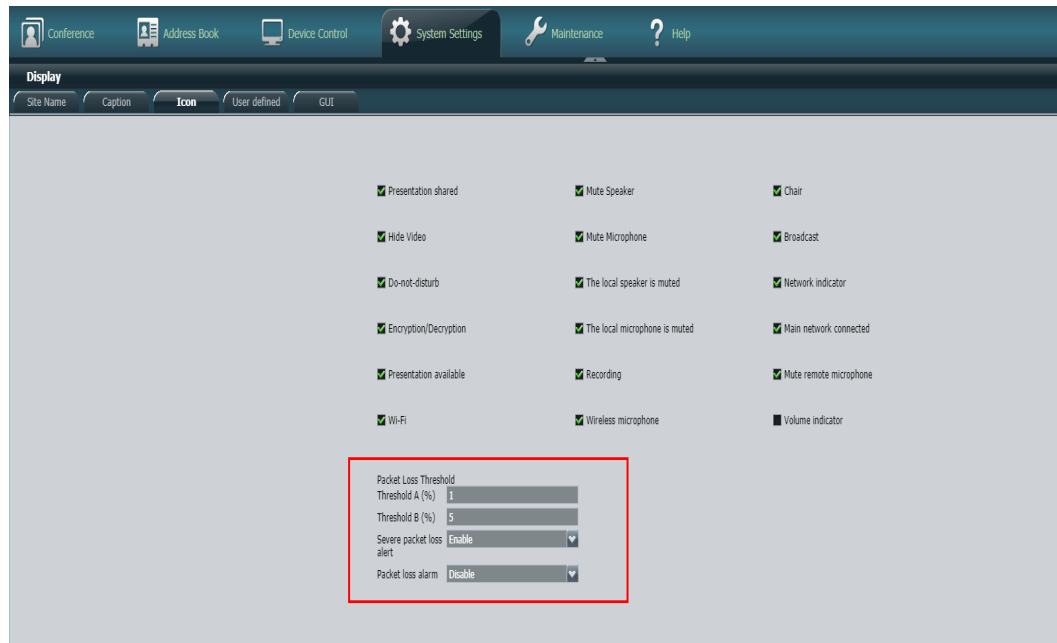 Conference Address Book Device Control System Settings Maintenance Help
Display
Site Name Caption Icon User defined GUI
Presentation shared Mute Speaker Chair
Hide Video Mute Microphone Broadcast
Do-not-disturb The local speaker is muted Network indicator
Encryption/Decryption The local microphone is muted Main network connected
Presentation available Recording Mute remote microphone
Wi-Fi Wireless microphone Volume indicator
Packet Loss Threshold
Threshold A (%) 1
Threshold B (%) 5
Severe packet loss Enable
alert
Packet loss alarm Disable